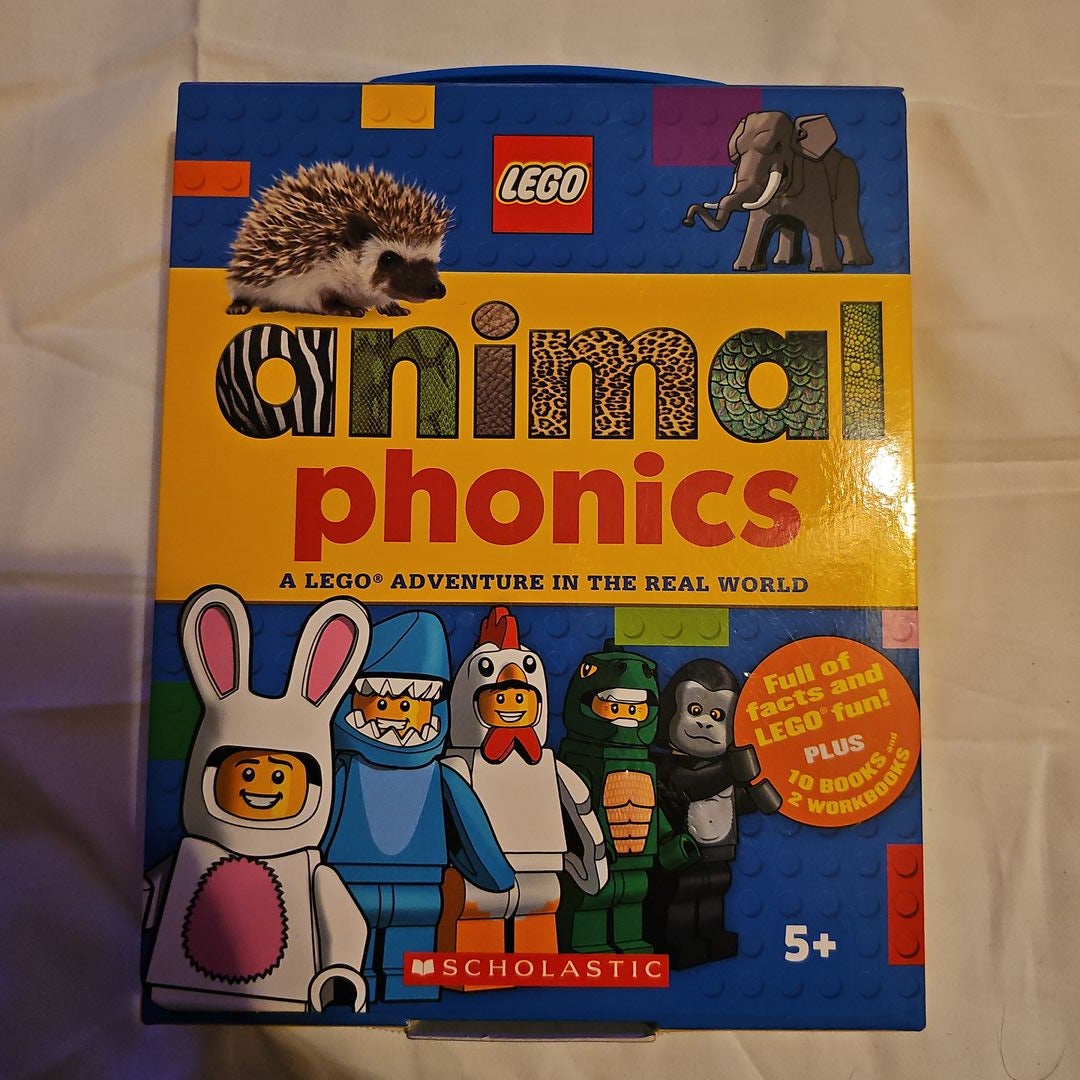 LEGO®
animal
phonics
A LEGO® ADVENTURE IN THE REAL WORLD
Full of
facts and
LEGO® fun!
PLUS
10 BOOKS and
2 WORKBOOKS
5+
SCHOLASTIC